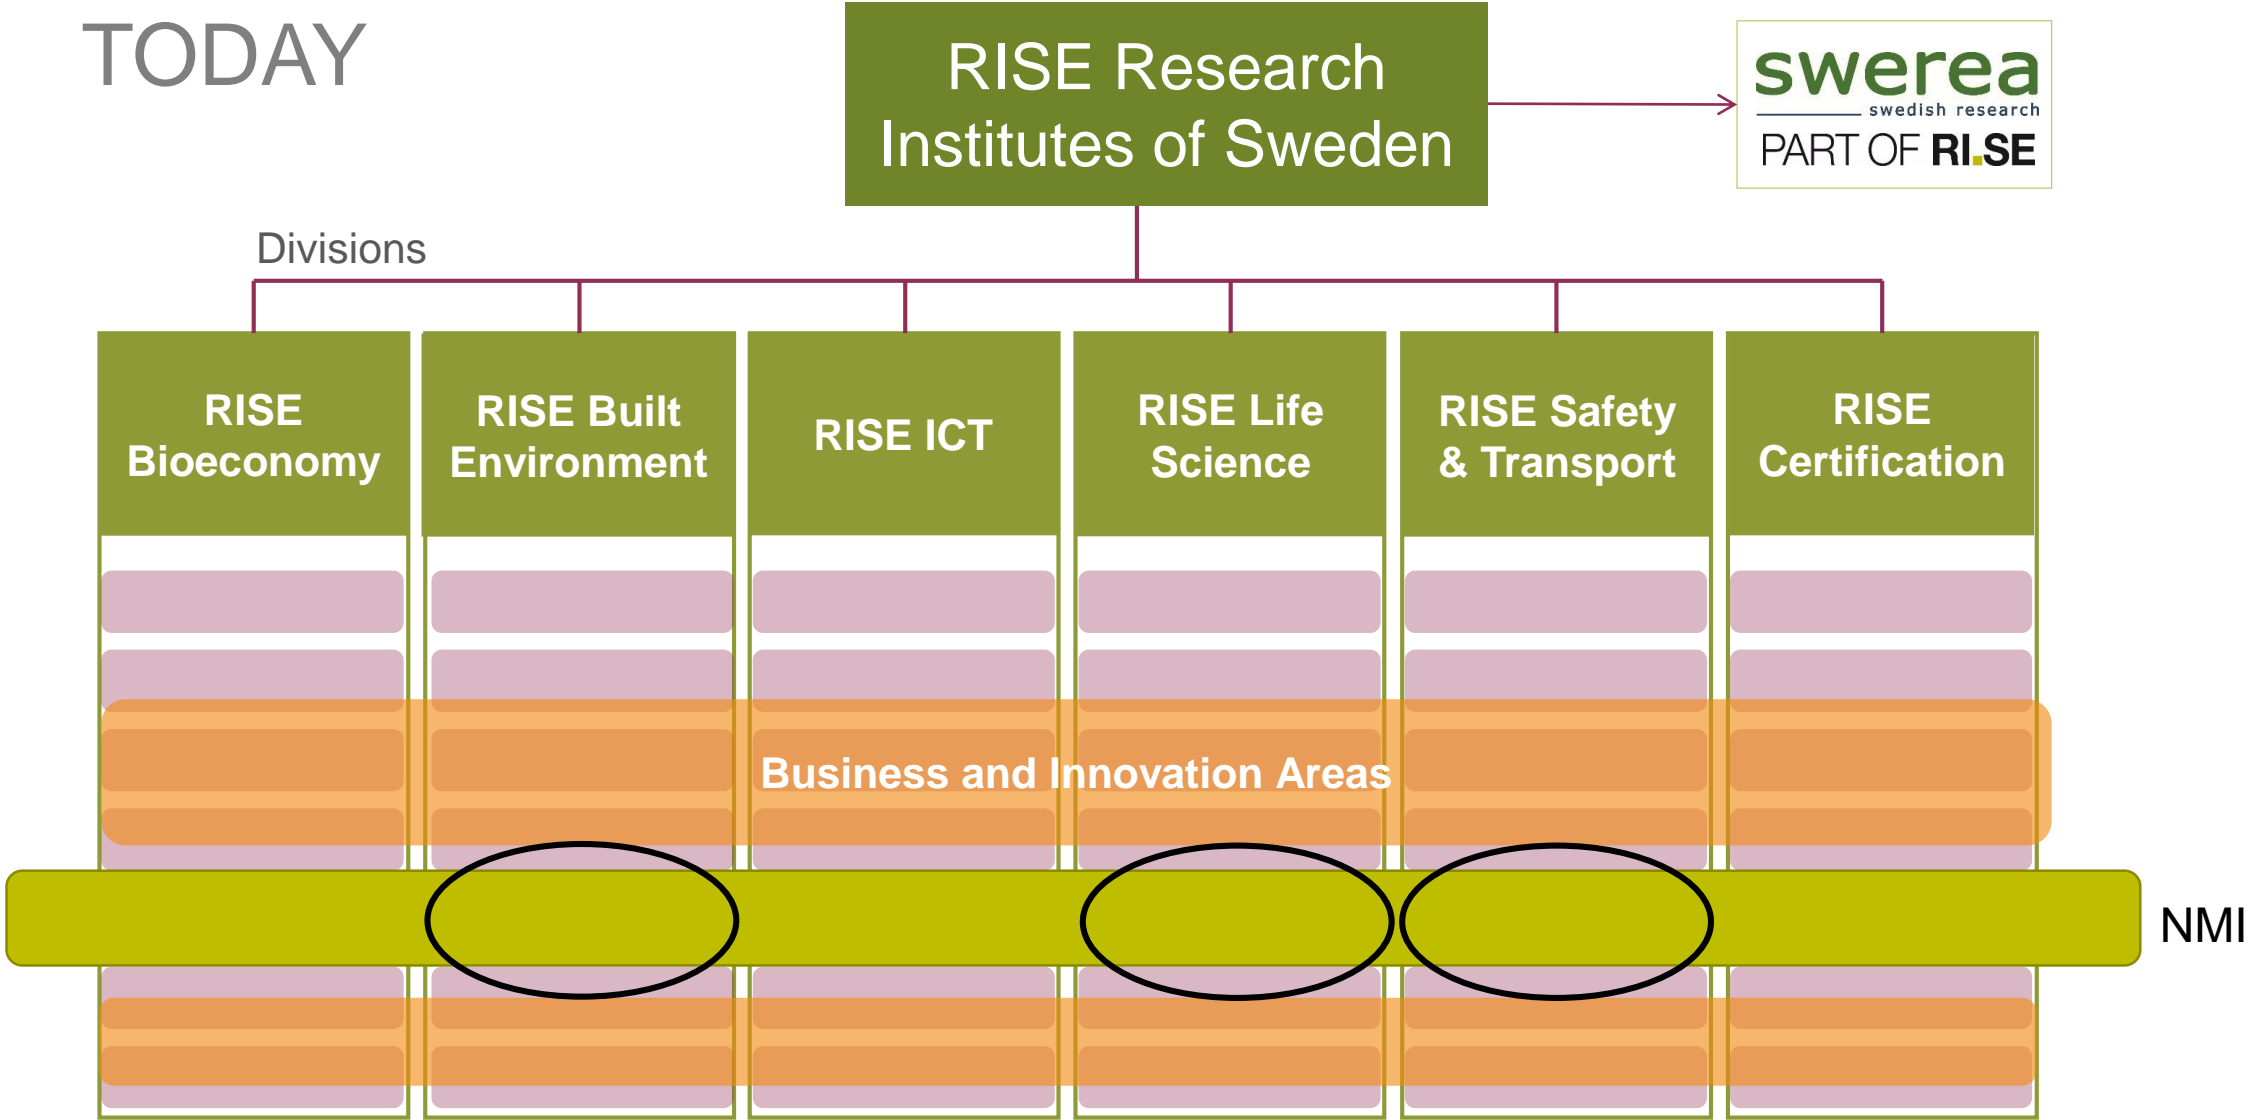 TODAY
RISE Research
Institutes of Sweden
swerea
swedish research
PART OF RI.SE
Divisions
RISE
Bioeconomy
RISE Built
Environment
RISE ICT
RISE Life
Science
RISE Safety
& Transport
RISE
Certification
Business and Innovation Areas
NMI